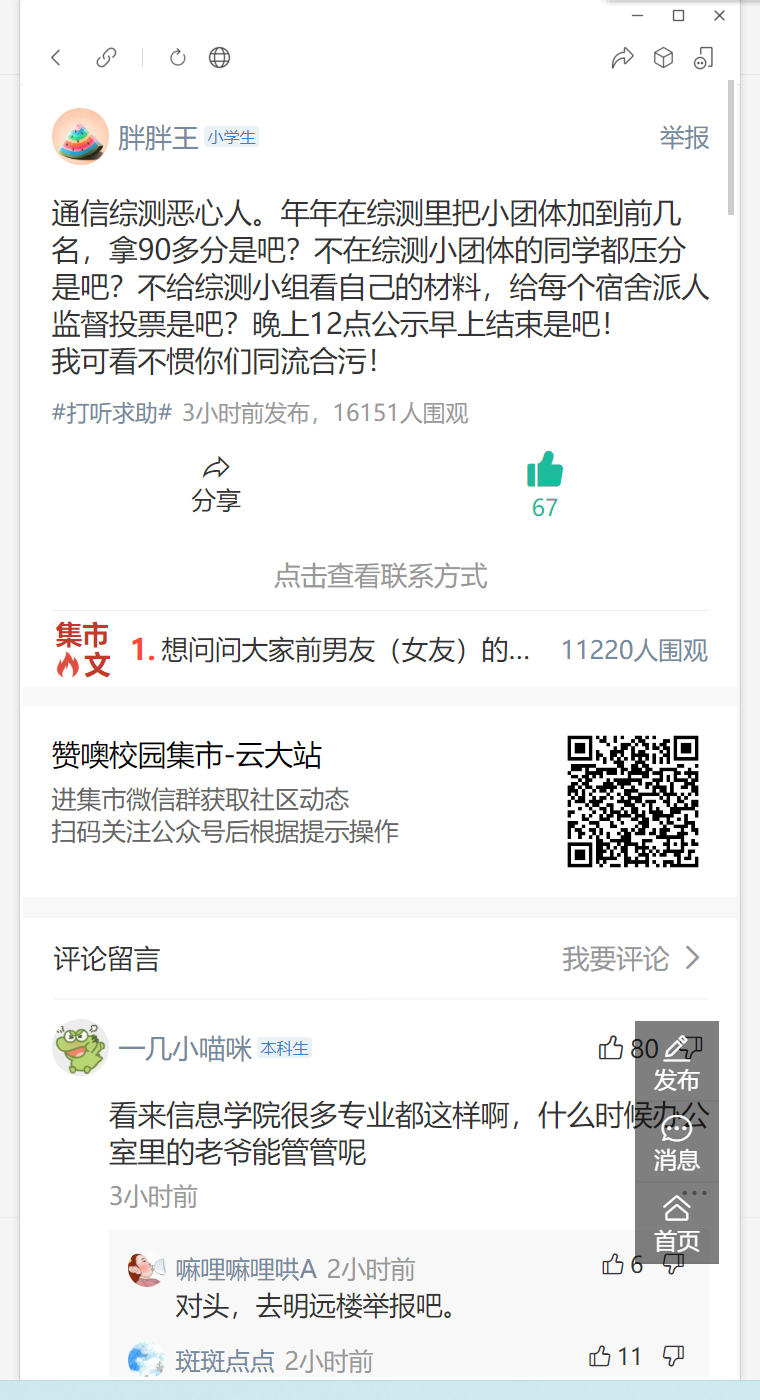 胖胖王 小学生 举报
通信综测恶心人。年年在综测里把小团体加到前几
名，拿90多分是吧？不在综测小团体的同学都压分
是吧？不给综测小组看自己的材料，给每个宿舍派人
监督投票是吧？晚上12点公示早上结束是吧！
我可看不惯你们同流合污！
#打听求助# 3小时前发布，16151人围观
分享 67
点击查看联系方式
集市
文 1. 想问问大家前男友（女友）的... 11220人围观
赞噢校园集市-云大站
进集市微信群获取社区动态
扫码关注公众号后根据提示操作
评论留言 我要评论
一几小喵咪 本科生 80
发布
看来信息学院很多专业都这样啊，什么时候办公
室里的老爷能管管呢
消息
3小时前
首页
嘛哩嘛哩哄A 2小时前 6
对头，去明远楼举报吧。
斑斑点点 2小时前 11